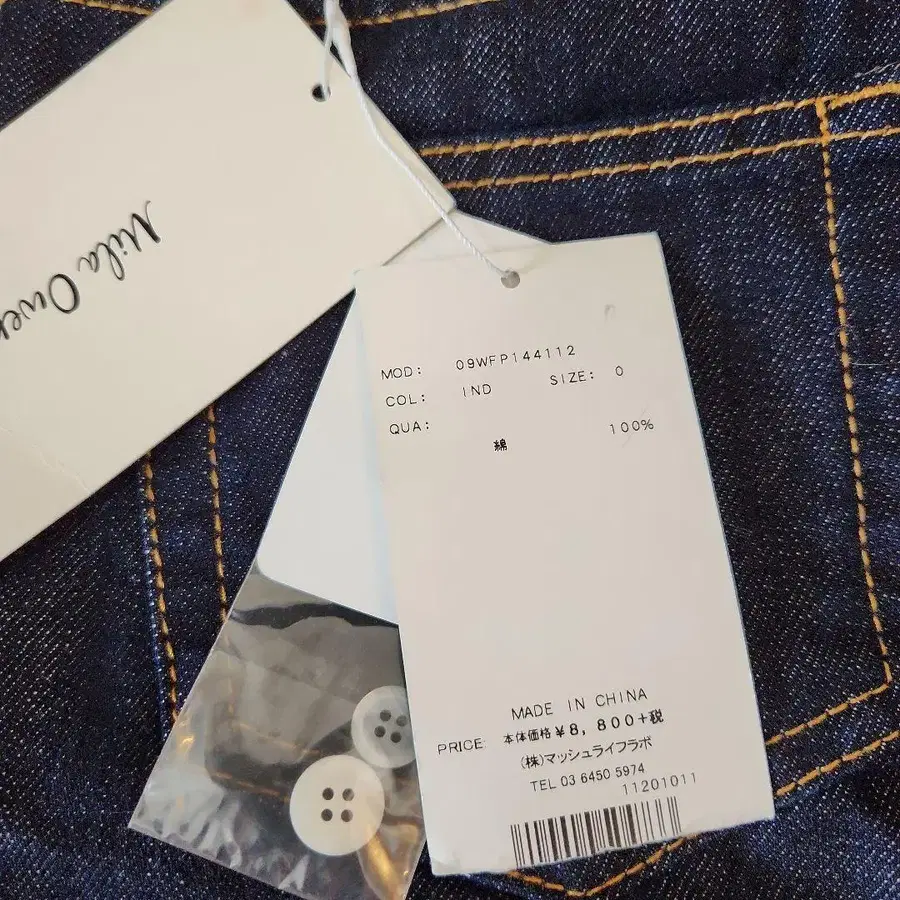 Mila Owen
MOD: 09WFP144112
COL: IND SIZE: 0
QUA:
綿 100%
MADE IN CHINA
PRICE: 本体価格¥8,800+税
(株)マッシュライフラボ
TEL 03 6450 5974
11201011